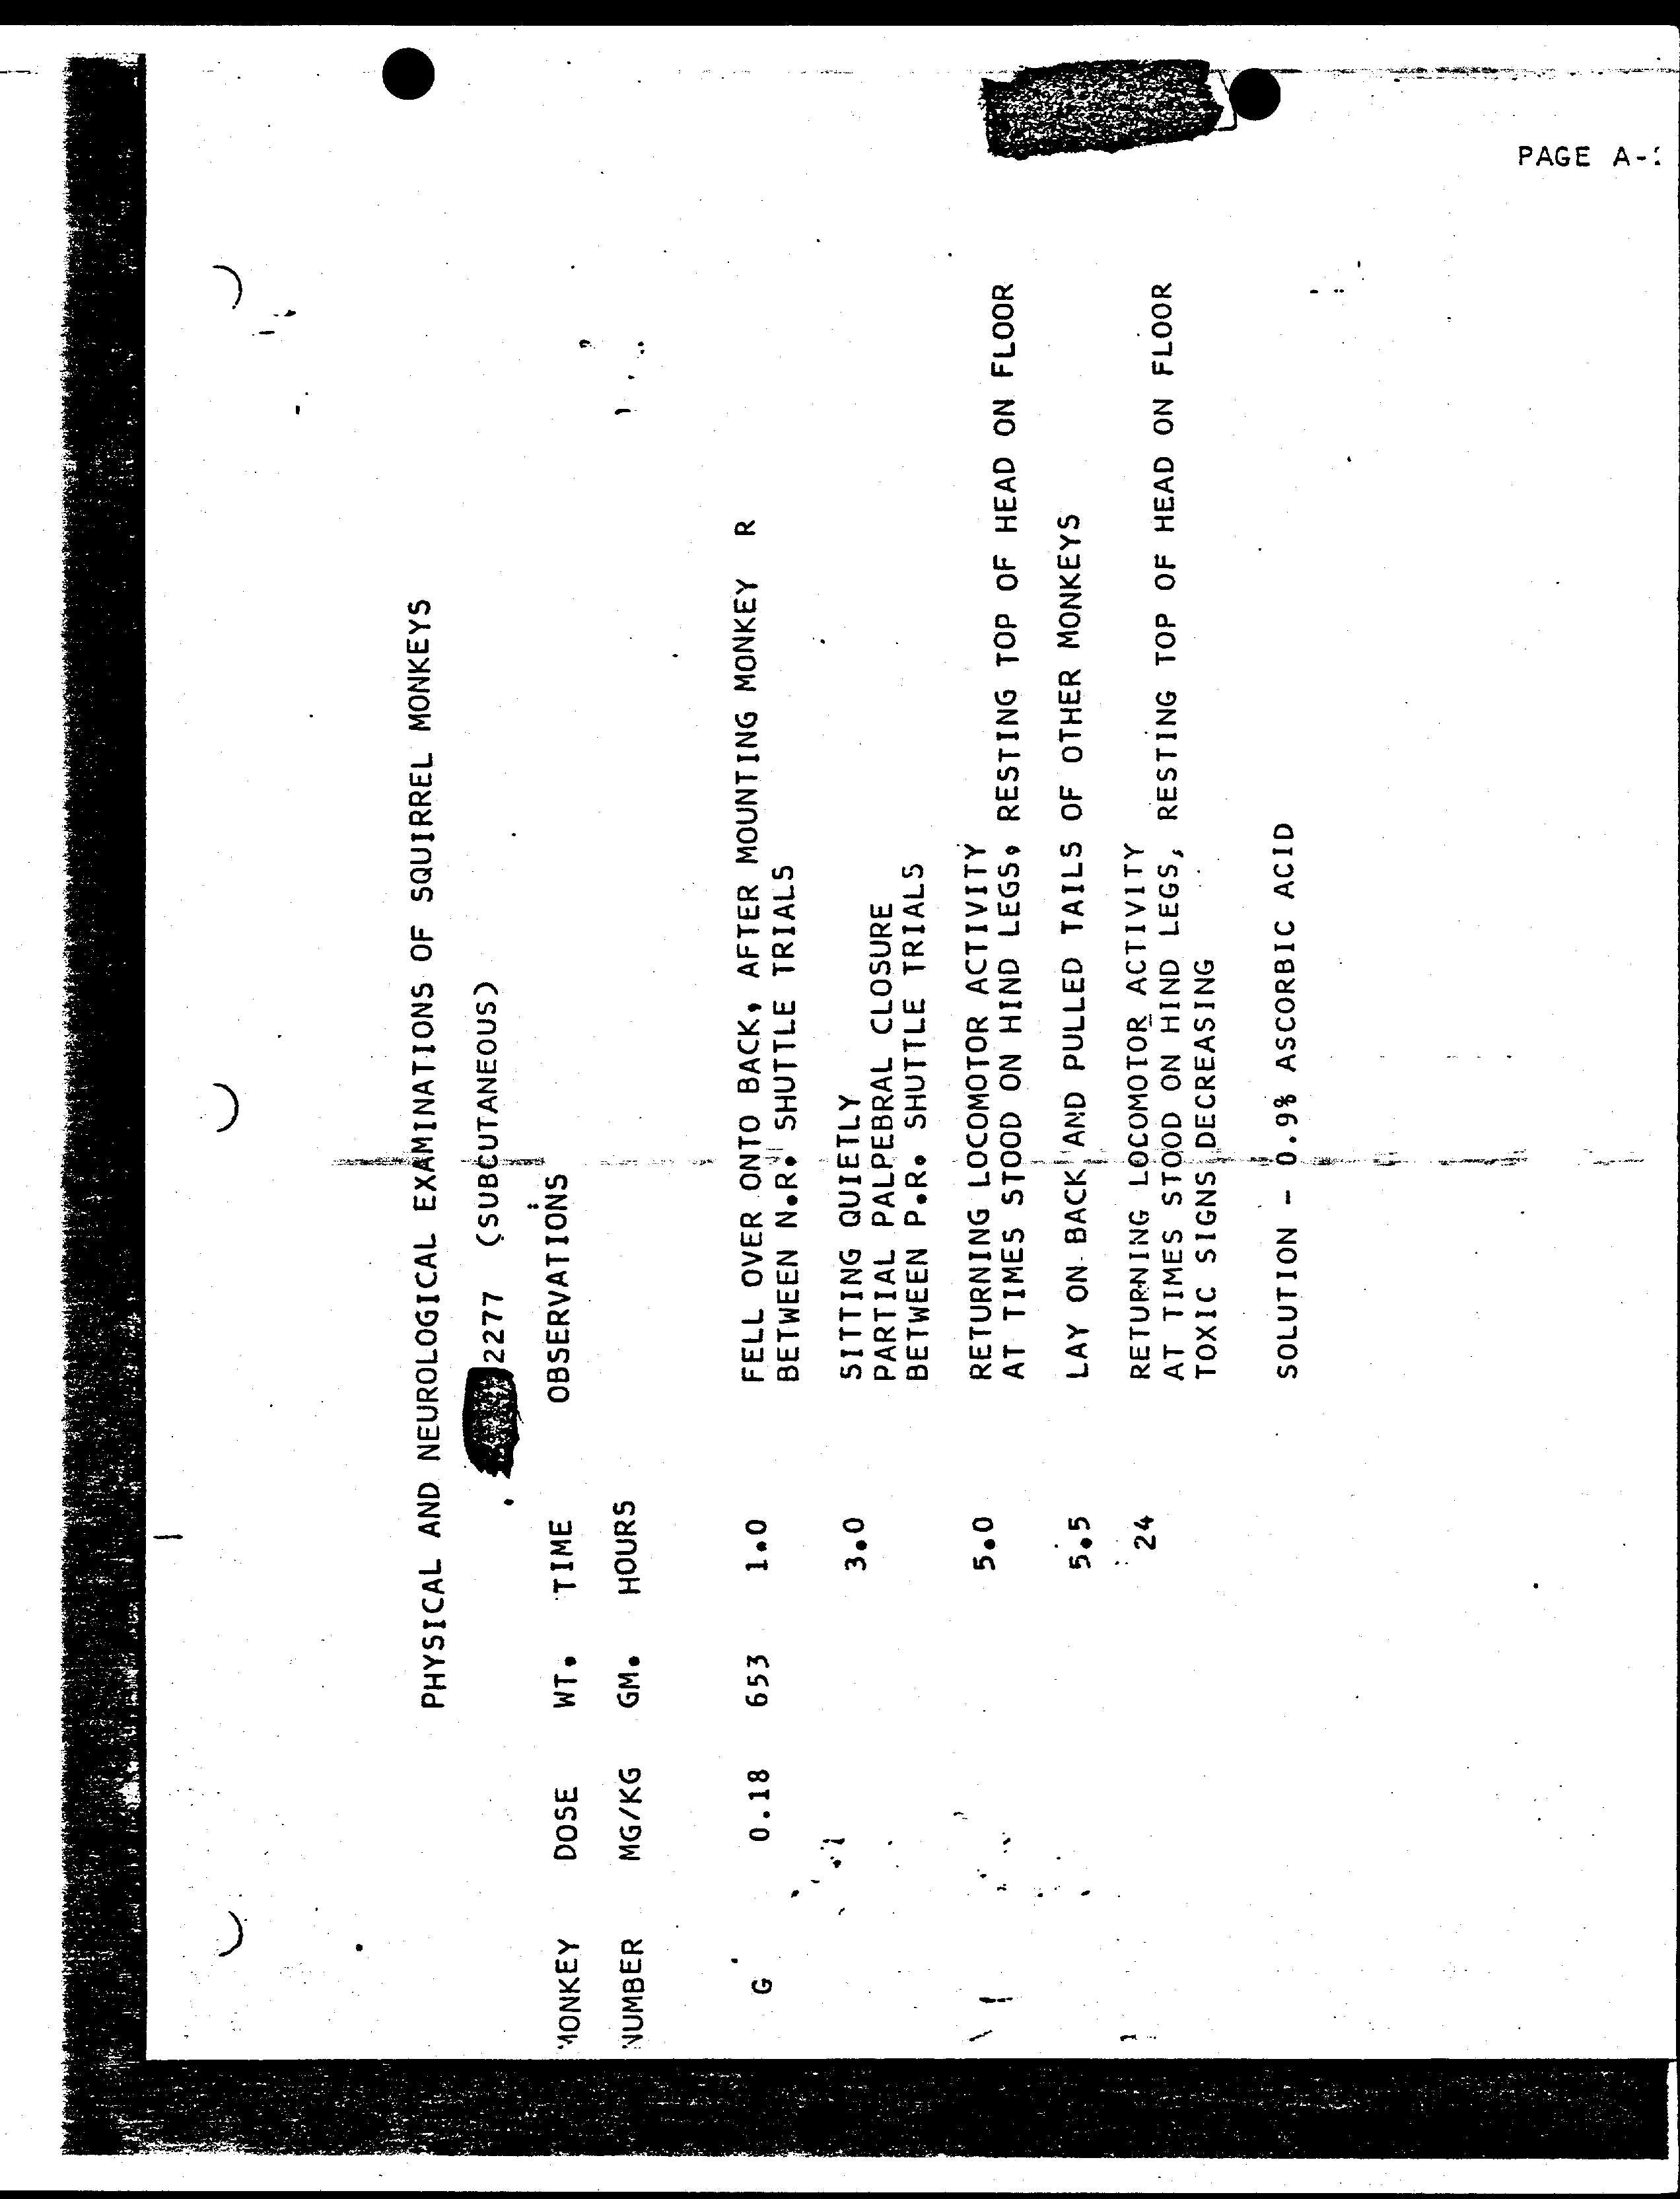 PAGE A-
PHYSICAL AND NEUROLOGICAL EXAMINATIONS OF SQUIRREL MONKEYS
2277 (SUBCUTANEOUS)
MONKEY DOSE WT. TIME OBSERVATIONS
NUMBER MG/KG GM. HOURS
G 0.18 653 1.0 FELL OVER ONTO BACK, AFTER MOUNTING MONKEY R
BETWEEN N.R. SHUTTLE TRIALS
3.0 SITTING QUIETLY
PARTIAL PALPEBRAL CLOSURE
BETWEEN P.R. SHUTTLE TRIALS
5.0 RETURNING LOCOMOTOR ACTIVITY
AT TIMES STOOD ON HIND LEGS, RESTING TOP OF HEAD ON FLOOR
5.5 LAY ON BACK AND PULLED TAILS OF OTHER MONKEYS
24 RETURNING LOCOMOTOR ACTIVITY
AT TIMES STOOD ON HIND LEGS, RESTING TOP OF HEAD ON FLOOR
TOXIC SIGNS DECREASING
SOLUTION - 0.9% ASCORBIC ACID